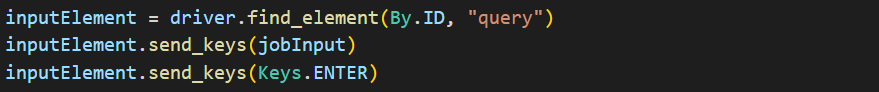 inputElement = driver.find_element(By.ID, "query")
inputElement.send_keys(jobInput)
inputElement.send_keys(Keys.ENTER)